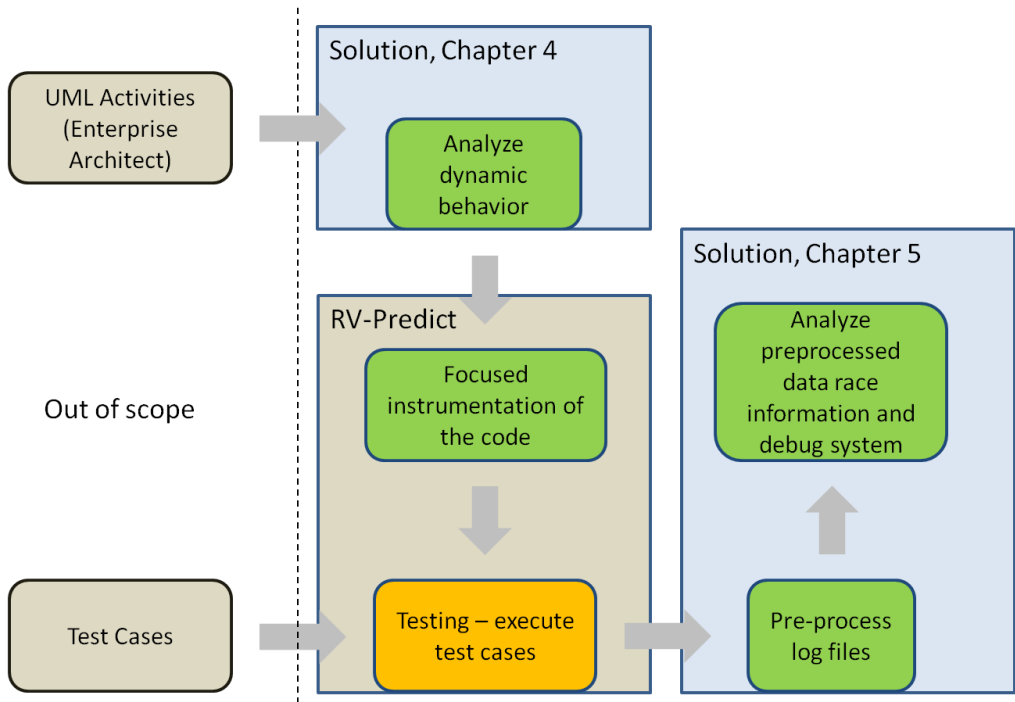 UML Activities
(Enterprise
Architect)
Solution, Chapter 4
Analyze
dynamic
behavior
Out of scope
RV-Predict
Focused
instrumentation of
the code
Test Cases
Testing – execute
test cases
Solution, Chapter 5
Analyze
preprocessed
data race
information and
debug system
Pre-process
log files